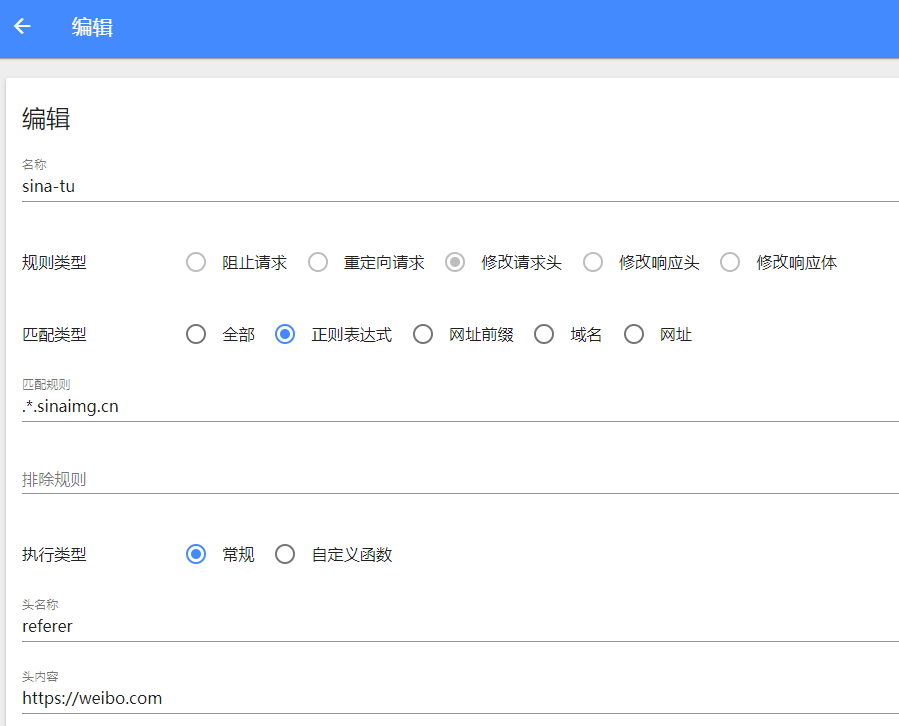 编辑
编辑
名称
sina-tu
规则类型 阻止请求 重定向请求 修改请求头 修改响应头 修改响应体
匹配类型 全部 正则表达式 网址前缀 域名 网址
匹配规则
.*.sinaimg.cn
排除规则
执行类型 常规 自定义函数
头名称
referer
头内容
https://weibo.com